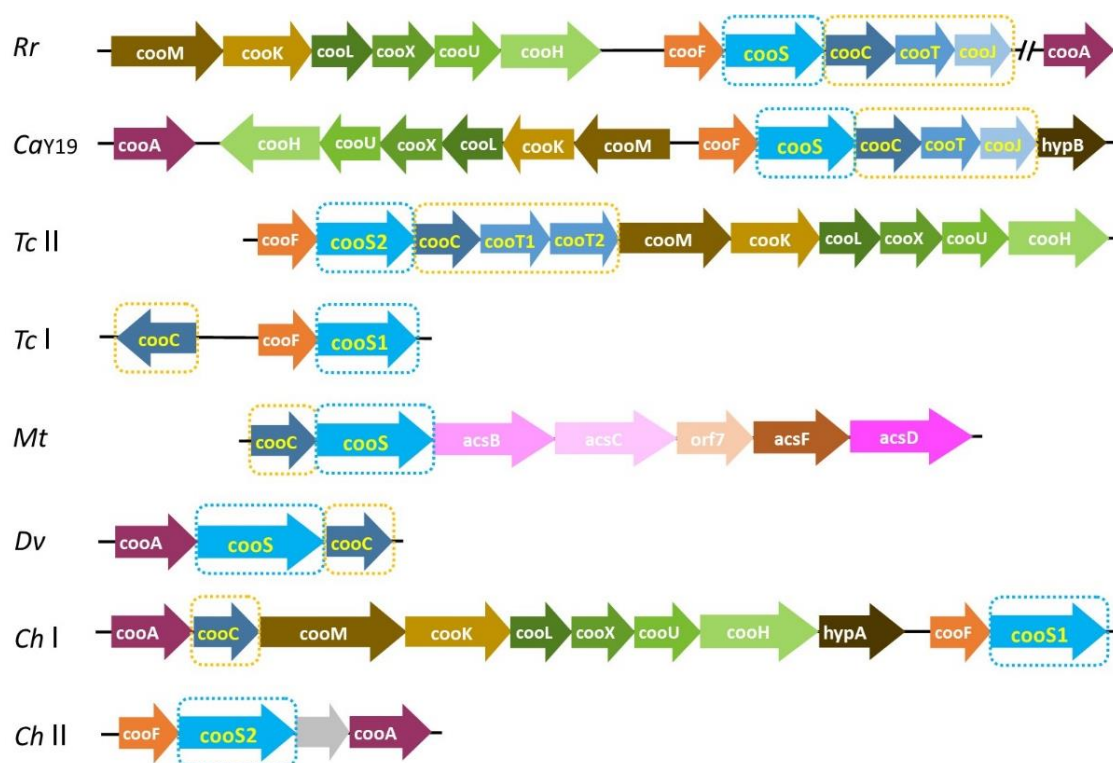 Rr cooM cooK cooL cooX cooU cooH cooF cooS cooC cooT cooJ // cooA
CaY19 cooA cooH cooU cooX cooL cooK cooM cooF cooS cooC cooT cooJ hypB
Tc II cooF cooS2 cooC cooT1 cooT2 cooM cooK cooL cooX cooU cooH
Tc I cooC cooF cooS1
Mt cooC cooS acsB acsC orf7 acsF acsD
Dv cooA cooS cooC
Ch I cooA cooC cooM cooK cooL cooX cooU cooH hypA cooF cooS1
Ch II cooF cooS2 cooA